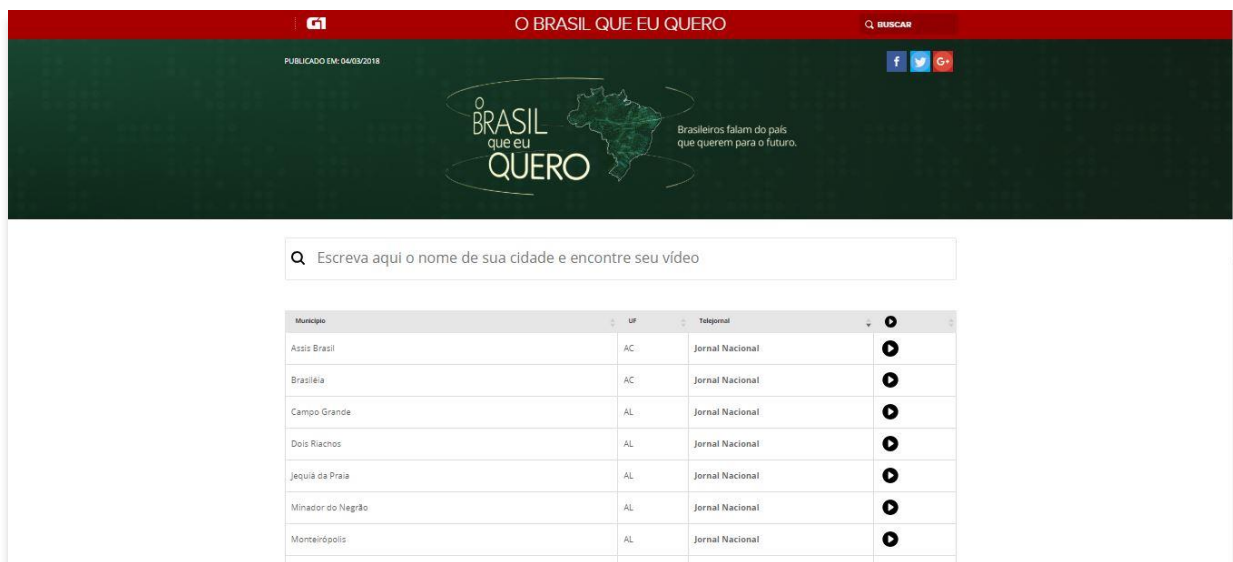 G1
O BRASIL QUE EU QUERO
BUSCAR
PUBLICADO EM: 04/03/2018
f G+
O
BRASIL
que eu
QUERO
Brasileiros falam do país
que querem para o futuro.
Escreva aqui o nome de sua cidade e encontre seu vídeo
Município UF Telejornal
Assis Brasil AC Jornal Nacional
Brasiléia AC Jornal Nacional
Campo Grande AL Jornal Nacional
Dois Riachos AL Jornal Nacional
Jequiá da Praia AL Jornal Nacional
Minador do Negrão AL Jornal Nacional
Monteirópolis AL Jornal Nacional